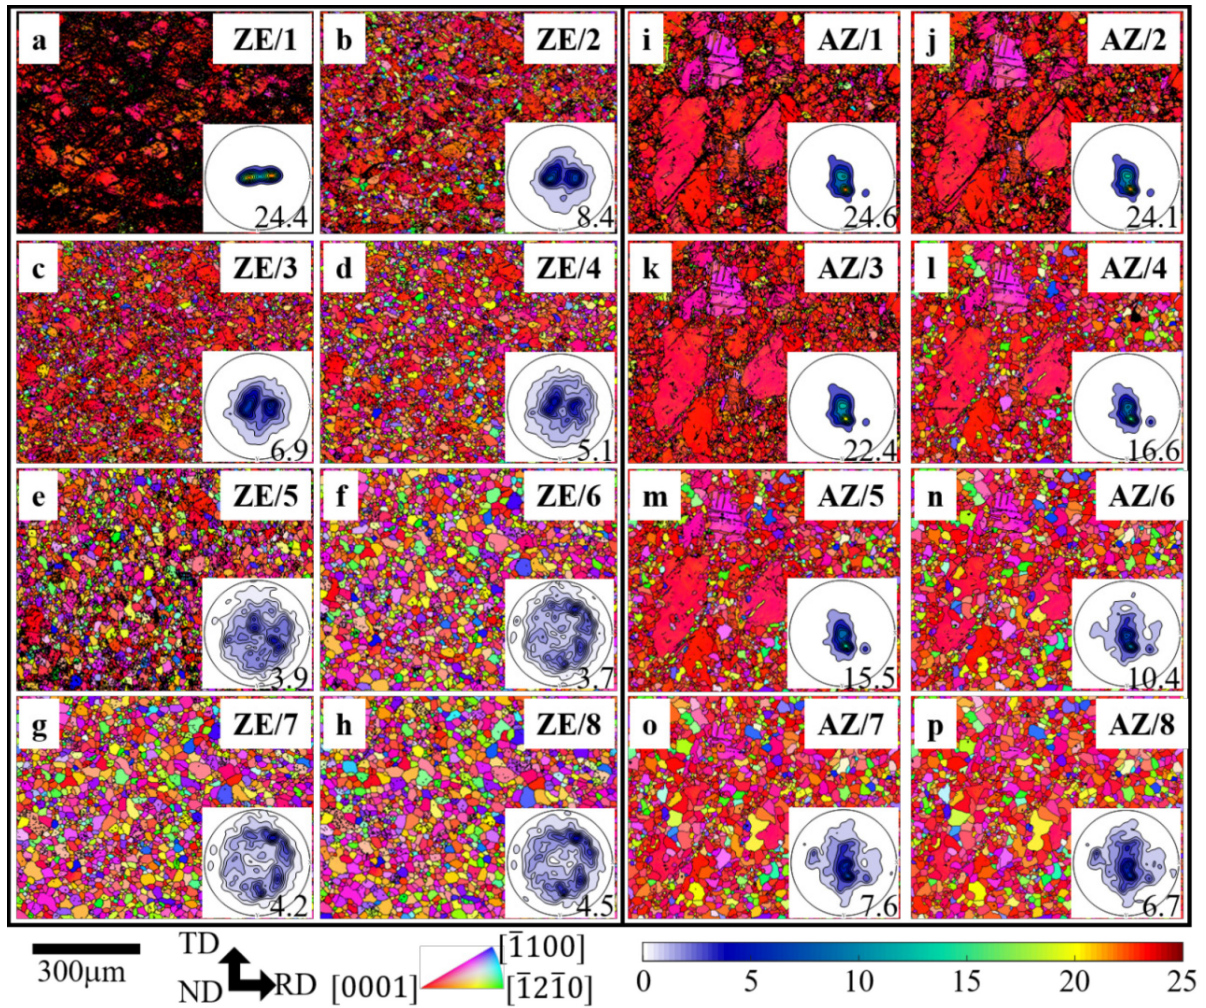 a ZE/1 b ZE/2 i AZ/1 j AZ/2
24.4 8.4 24.6 24.1
c ZE/3 d ZE/4 k AZ/3 l AZ/4
6.9 5.1 22.4 16.6
e ZE/5 f ZE/6 m AZ/5 n AZ/6
3.9 3.7 15.5 10.4
g ZE/7 h ZE/8 o AZ/7 p AZ/8
4.2 4.5 7.6 6.7
300μm
TD
ND RD
[0001] [1̅100] [1̅21̅0]
0 5 10 15 20 25